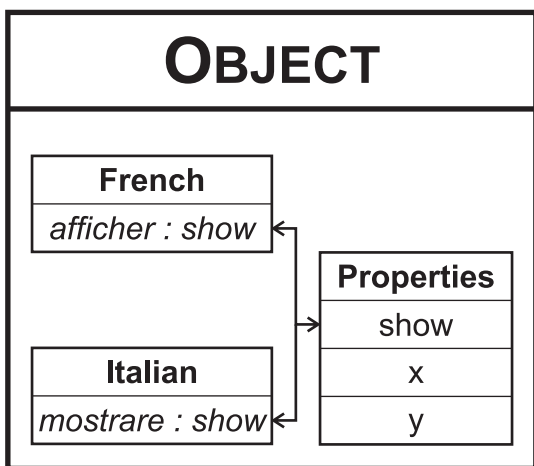 OBJECT
French
afficher : show
Italian
mostrare : show
Properties
show
x
y